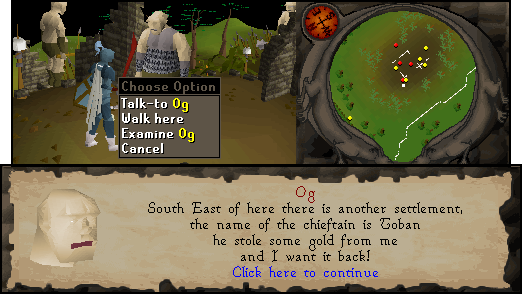 Choose Option
Talk-to Og
Walk here
Examine Og
Cancel
Og
South East of here there is another settlement,
the name of the chieftain is Toban
he stole some gold from me
and I want it back!
Click here to continue